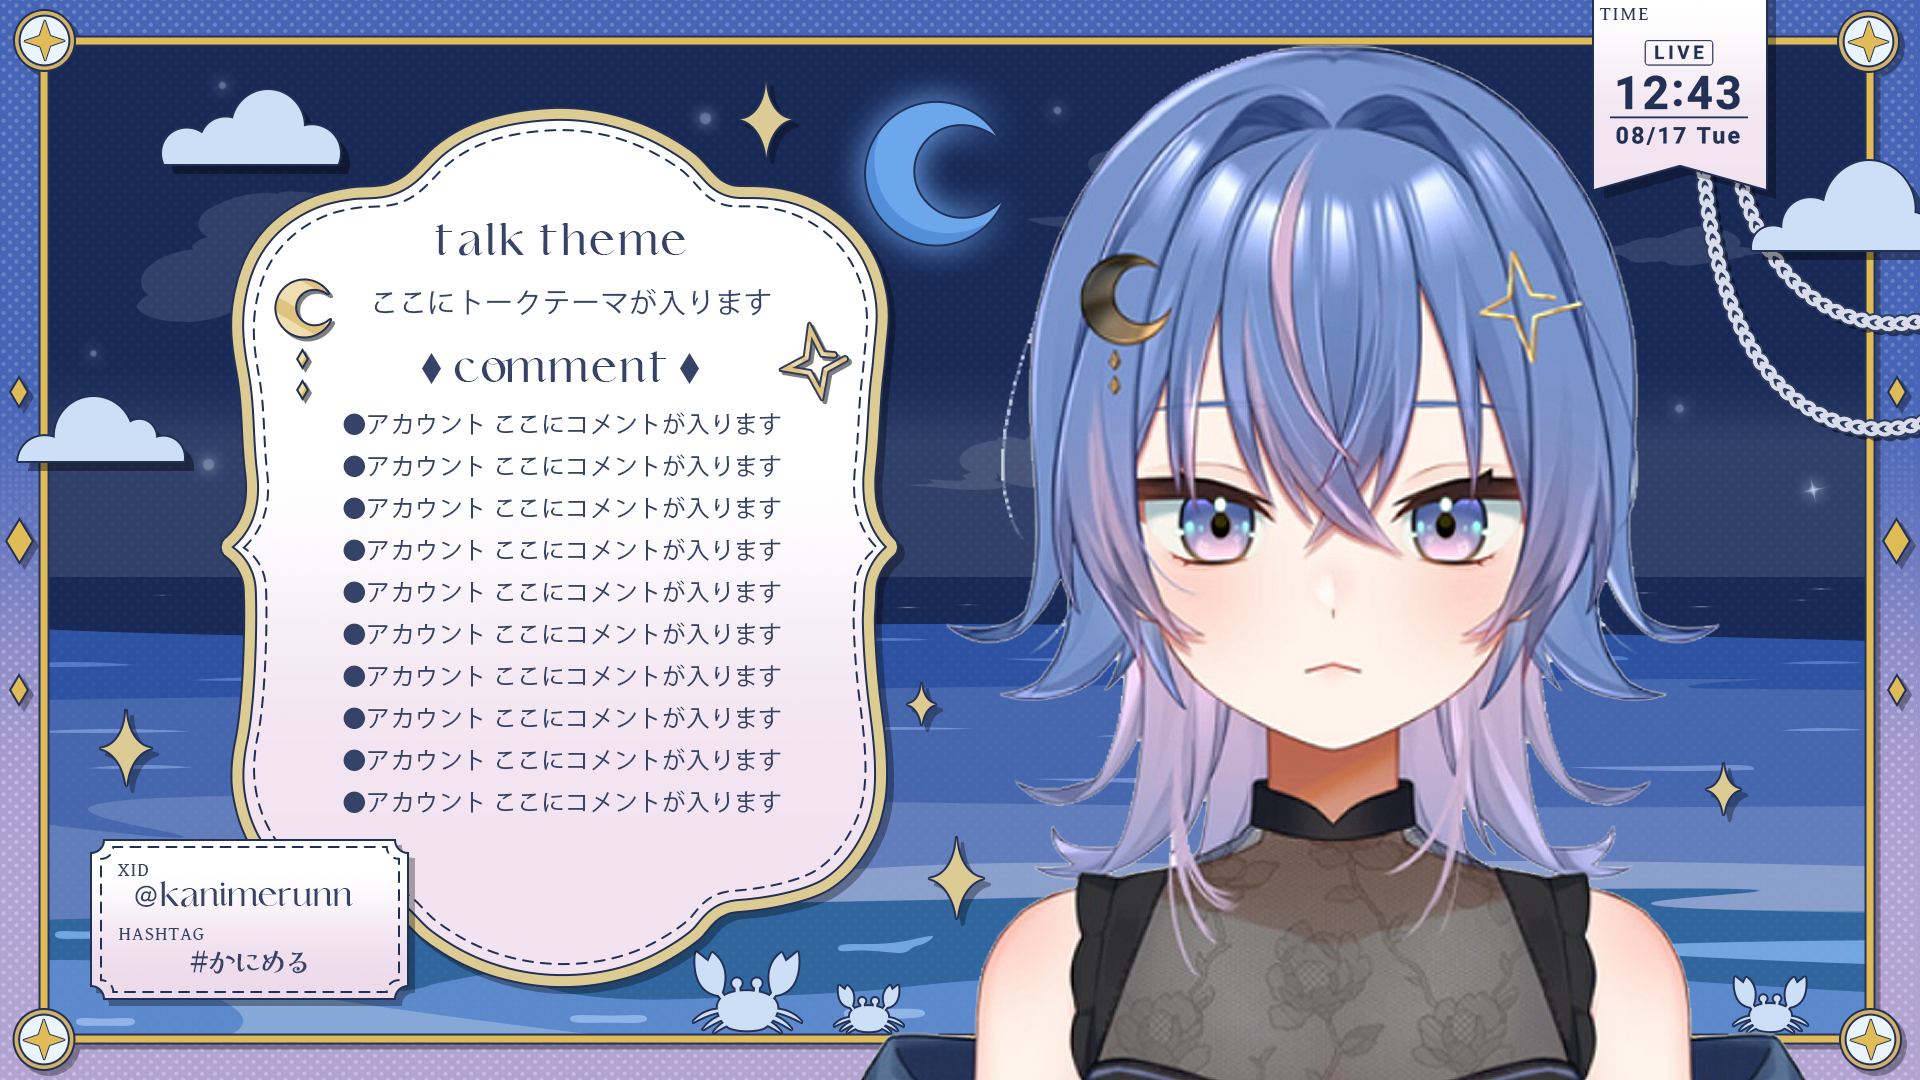 TIME
LIVE
12:43
08/17 Tue
talk theme
ここにトークテーマが入ります
♦ comment ♦
●アカウント ここにコメントが入ります
●アカウント ここにコメントが入ります
●アカウント ここにコメントが入ります
●アカウント ここにコメントが入ります
●アカウント ここにコメントが入ります
●アカウント ここにコメントが入ります
●アカウント ここにコメントが入ります
●アカウント ここにコメントが入ります
●アカウント ここにコメントが入ります
●アカウント ここにコメントが入ります
XID
@kanimerunn
HASHTAG
#かにめる